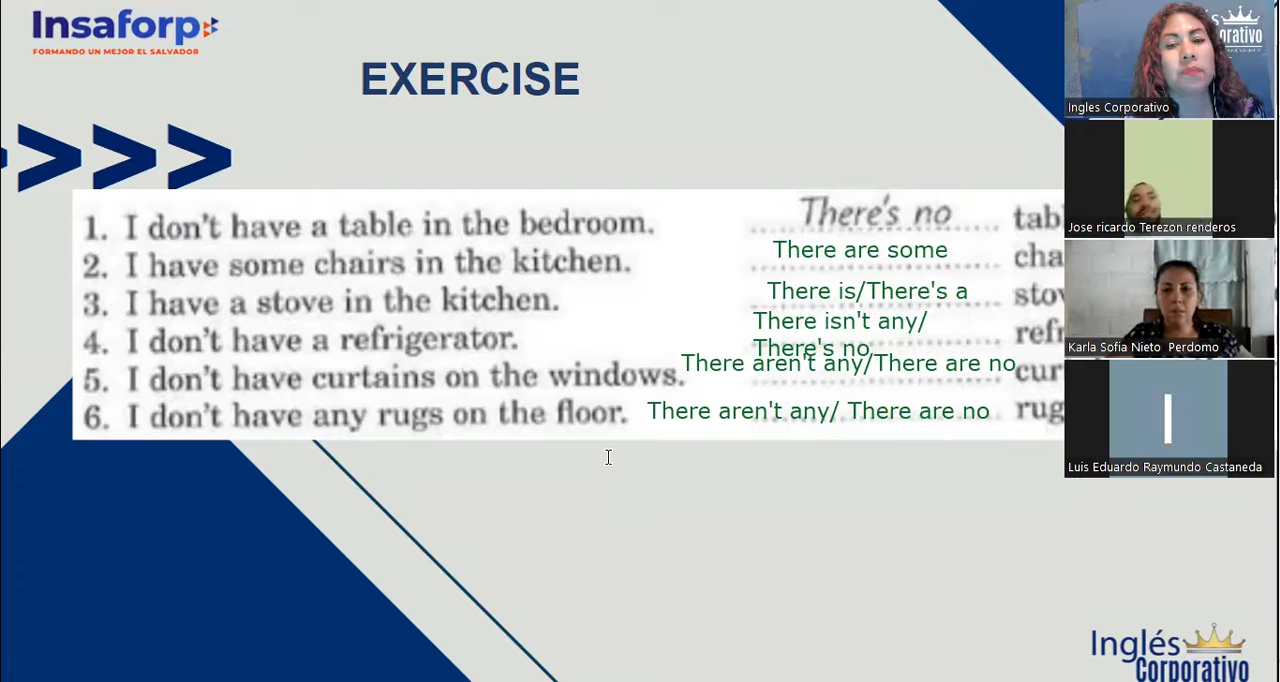 Insaforp
FORMANDO UN MEJOR EL SALVADOR
EXERCISE
1. I don't have a table in the bedroom. There's no
2. I have some chairs in the kitchen. There are some
3. I have a stove in the kitchen. There is/There's a
4. I don't have a refrigerator. There isn't any/
There's no
5. I don't have curtains on the windows. There aren't any/There are no
6. I don't have any rugs on the floor. There aren't any/ There are no
Ingles Corporativo
Jose ricardo Terezon renderos
Karla Sofia Nieto Perdomo
I
Luis Eduardo Raymundo Castaneda
Inglés
Corporativo